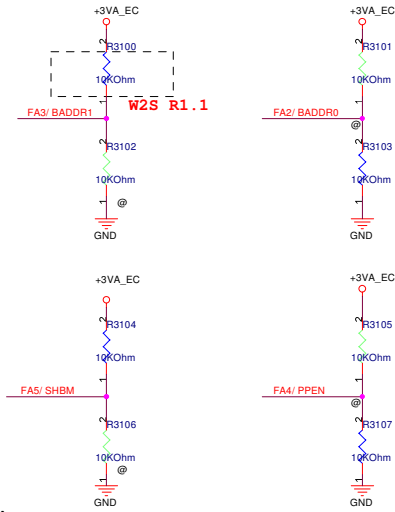 +3VA_EC
2
R3100
10KOhm
1
W2S R1.1
FA3/ BADDR1
2
R3102
10KOhm
1
@
GND
+3VA_EC
2
R3101
10KOhm
1
FA2/ BADDR0
@
2
R3103
10KOhm
1
GND
+3VA_EC
2
R3104
10KOhm
1
FA5/ SHBM
2
R3106
10KOhm
@
1
GND
+3VA_EC
2
R3105
10KOhm
1
FA4/ PPEN
@
2
R3107
10KOhm
1
GND